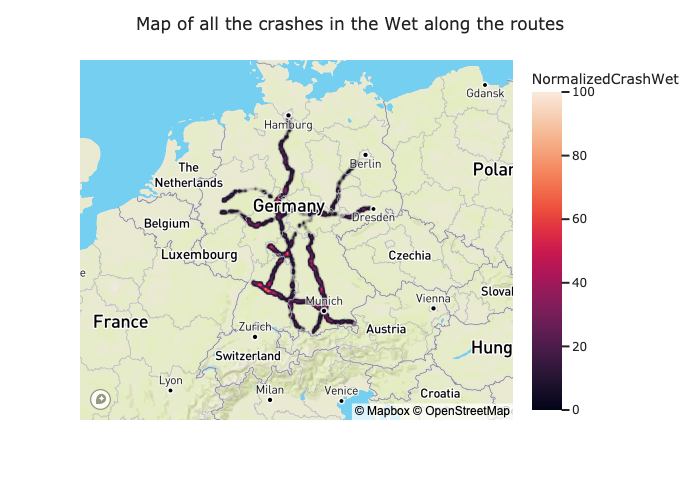 Map of all the crashes in the Wet along the routes
NormalizedCrashWet
100
80
60
40
20
0
Gdansk
Hamburg
Berlin
The
Netherlands
Polar
Germany
Dresden
Belgium
Luxembourg
Czechia
e
Slovak
Munich
Vienna
France
Zurich
Austria
Switzerland
Hung
Lyon
Milan
Venice
Croatia
© Mapbox © OpenStreetMap